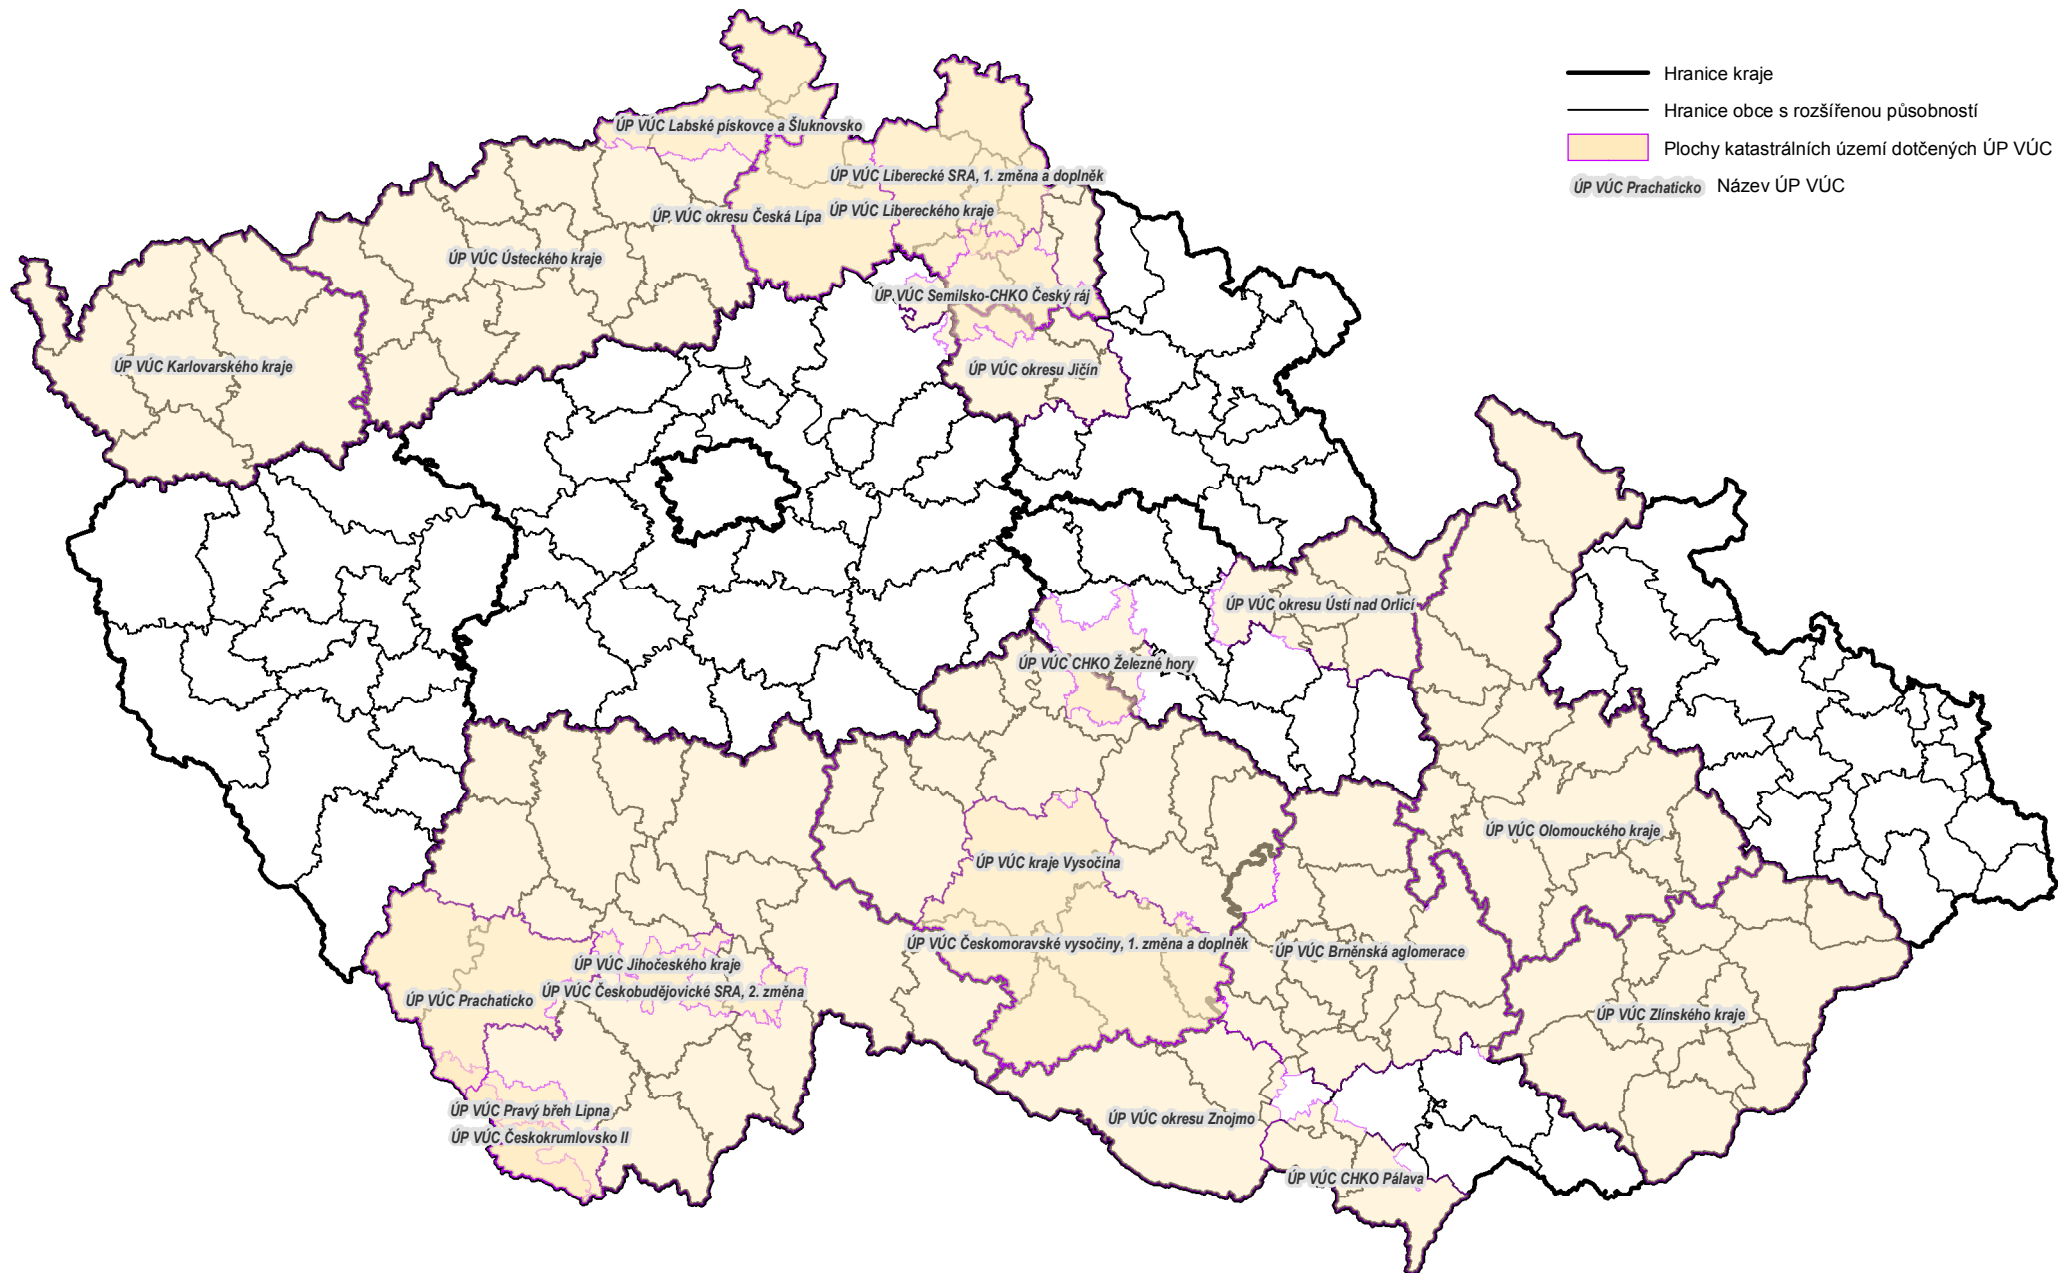 Hranice kraje
Hranice obce s rozšířenou působností
Plochy katastrálních území dotčených ÚP VÚC
ÚP VÚC Prachaticko Název ÚP VÚC
ÚP VÚC Labské pískovce a Šluknovsko
ÚP VÚC Liberecké SRA, 1. změna a doplněk
ÚP VÚC okresu Česká Lípa
ÚP VÚC Libereckého kraje
ÚP VÚC Ústeckého kraje
ÚP VÚC Semilsko-CHKO Český ráj
ÚP VÚC Karlovarského kraje
ÚP VÚC okresu Jičín
ÚP VÚC okresu Ústí nad Orlicí
ÚP VÚC CHKO Železné hory
ÚP VÚC Olomouckého kraje
ÚP VÚC kraje Vysočina
ÚP VÚC Českomoravské vysočiny, 1. změna a doplněk
ÚP VÚC Brněnská aglomerace
ÚP VÚC Jihočeského kraje
ÚP VÚC Českobudějovické SRA, 2. změna
ÚP VÚC Prachaticko
ÚP VÚC Zlínského kraje
ÚP VÚC Pravý břeh Lipna
ÚP VÚC okresu Znojmo
ÚP VÚC Českokrumlovsko II
ÚP VÚC CHKO Pálava